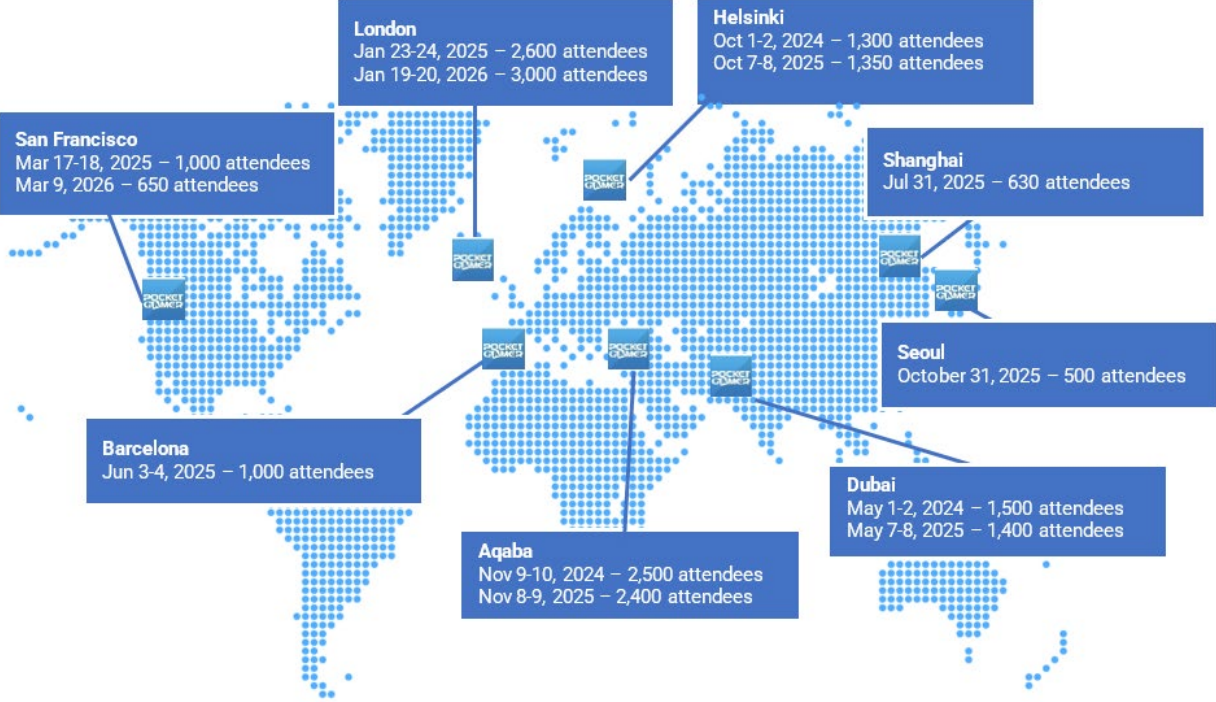 London
Jan 23-24, 2025 – 2,600 attendees
Jan 19-20, 2026 – 3,000 attendees
Helsinki
Oct 1-2, 2024 – 1,300 attendees
Oct 7-8, 2025 – 1,350 attendees
San Francisco
Mar 17-18, 2025 – 1,000 attendees
Mar 9, 2026 – 650 attendees
Shanghai
Jul 31, 2025 – 630 attendees
POCKET
GAMER
POCKET
GAMER
POCKET
GAMER
POCKET
GAMER
POCKET
GAMER
Seoul
October 31, 2025 – 500 attendees
POCKET
GAMER
POCKET
GAMER
POCKET
GAMER
Barcelona
Jun 3-4, 2025 – 1,000 attendees
Dubai
May 1-2, 2024 – 1,500 attendees
May 7-8, 2025 – 1,400 attendees
Aqaba
Nov 9-10, 2024 – 2,500 attendees
Nov 8-9, 2025 – 2,400 attendees